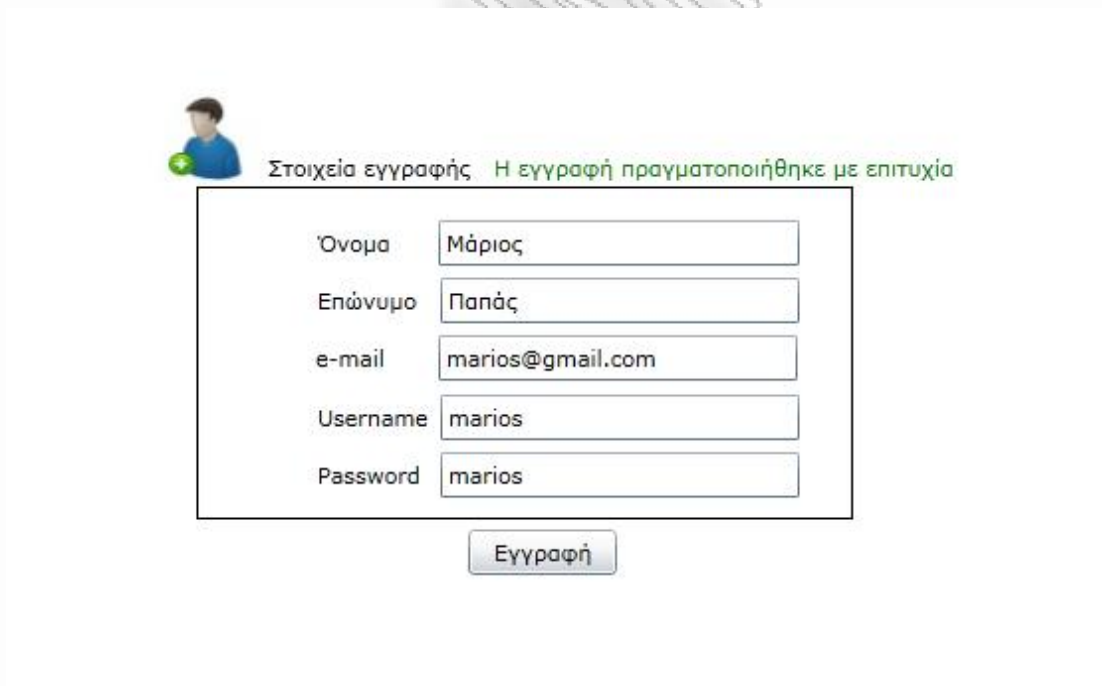 Στοιχεία εγγραφής Η εγγραφή πραγματοποιήθηκε με επιτυχία
Όνομα Μάριος
Επώνυμο Παπάς
e-mail marios@gmail.com
Username marios
Password marios
Εγγραφή